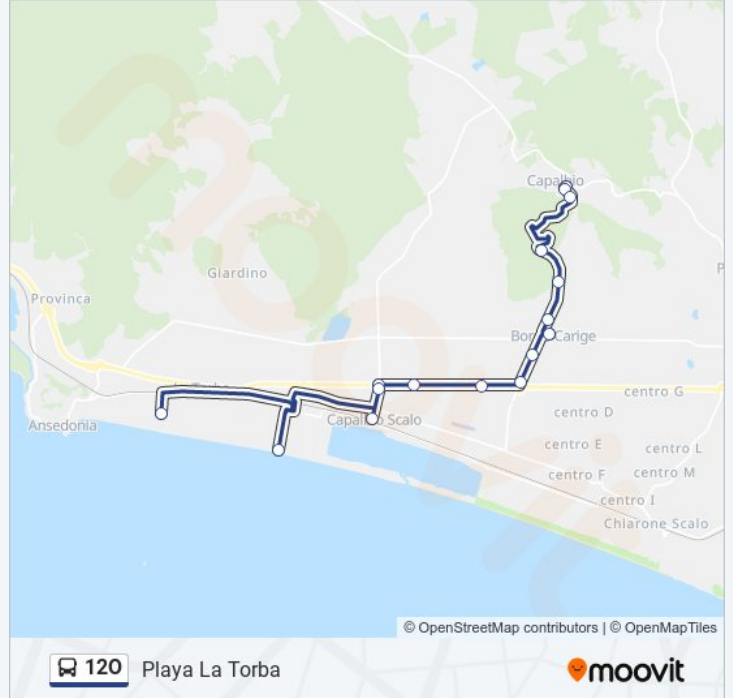 Capalbio
Giardino
Provinca
Borgo Carige
centro G
centro D
Capalbio Scalo
Ansedonia
centro E
centro L
centro F
centro M
centro I
Chiarone Scalo
© OpenStreetMap contributors | © OpenMapTiles
120 Playa La Torba
moovit